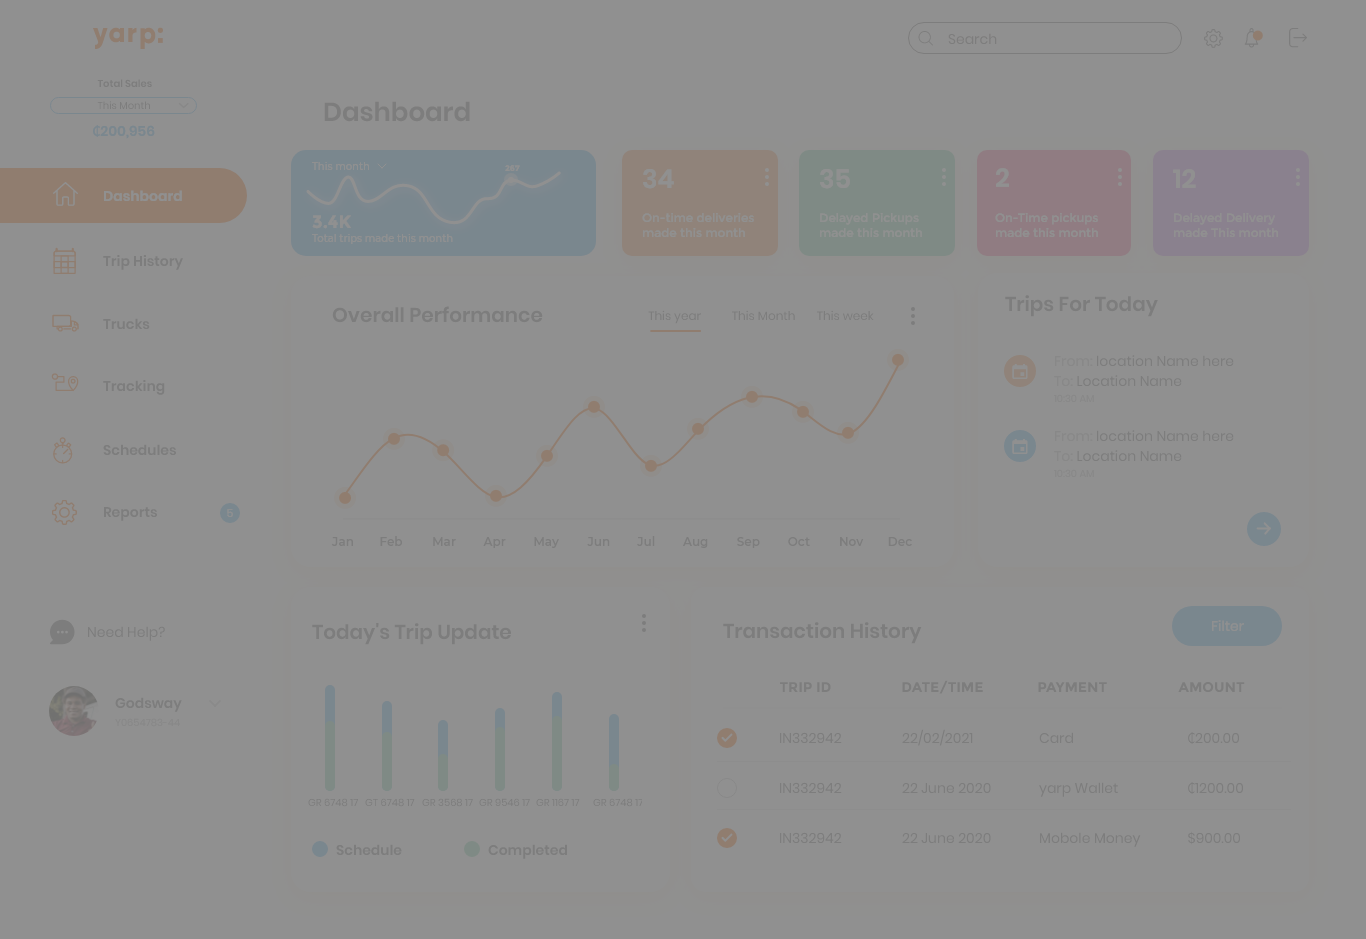 yarp:
Search
Total Sales
This Month
₵200,956
Dashboard
This month
3.4K
Total trips made this month
34
On-time deliveries
made this month
35
Delayed Pickups
made this month
2
On-Time pickups
made this month
12
Delayed Delivery
made This month
Dashboard
Trip History
Trucks
Tracking
Schedules
Reports
6
Need Help?
Godsway
Overall Performance
This year
This Month
This week
Jan Feb Mar Apr May Jun Jul Aug Sep Oct Nov Dec
Trips For Today
From: location Name here
To: Location Name
10:30 AM
From: location Name here
To: Location Name
10:30 AM
Today's Trip Update
GR 6748 17 GT 8748 17 GR 3568 17 GR 9548 17 GR 1187 17 GR 6748 17
Schedule
Completed
Transaction History
Filter
TRIP ID DATE/TIME PAYMENT AMOUNT
IN332942 22/02/2021 Card ₵200.00
IN332942 22 June 2020 yarp Wallet ₵1200.00
IN332942 22 June 2020 Mobole Money $900.00